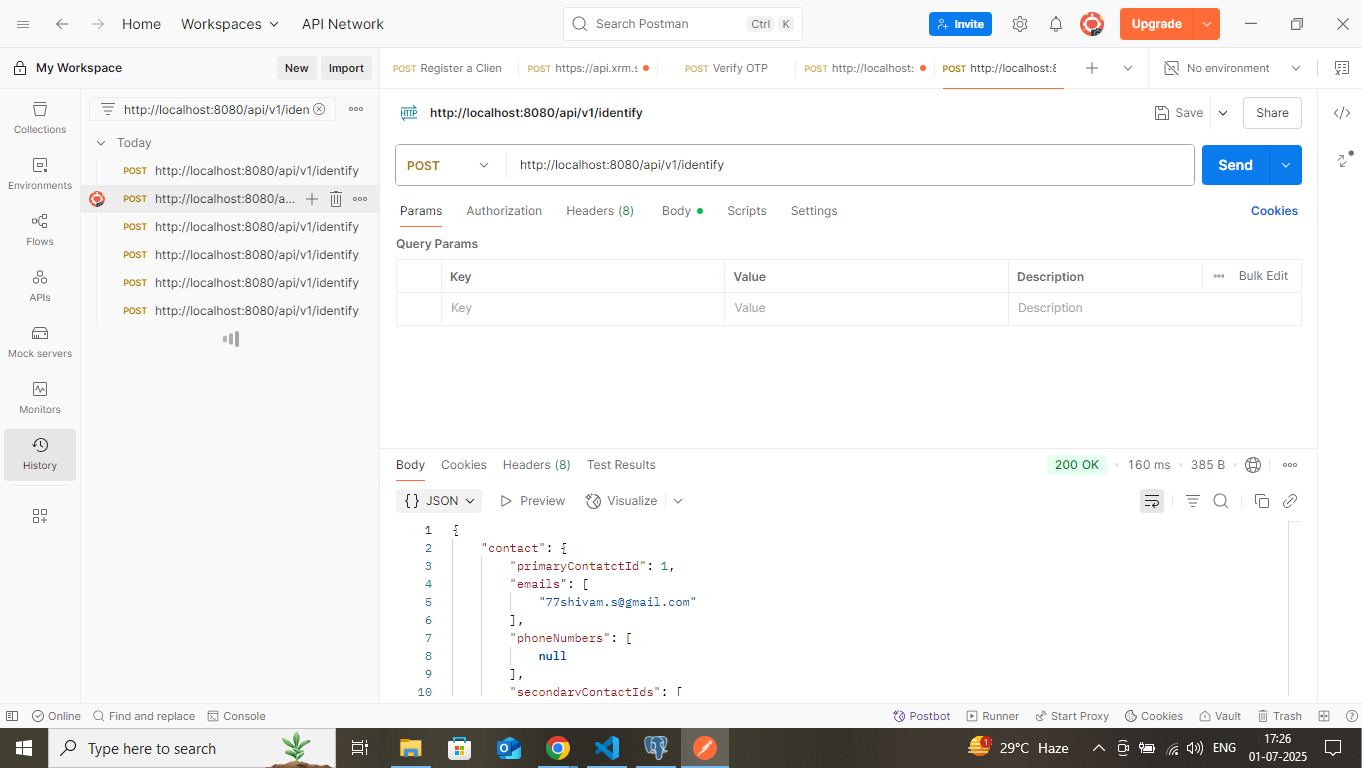 Home Workspaces API Network Search Postman Ctrl K Invite 1 Upgrade
My Workspace New Import POST Register a Clien POST https://api.xrm.s POST Verify OTP POST http://localhost: POST http://localhost:8 No environment
Collections
Environments
Flows
APIs
Mock servers
Monitors
History
http://localhost:8080/api/v1/iden
Today
POST http://localhost:8080/api/v1/identify
POST http://localhost:8080/a...
POST http://localhost:8080/api/v1/identify
POST http://localhost:8080/api/v1/identify
POST http://localhost:8080/api/v1/identify
POST http://localhost:8080/api/v1/identify
HTTP http://localhost:8080/api/v1/identify Save Share
POST http://localhost:8080/api/v1/identify Send
Params Authorization Headers (8) Body Scripts Settings Cookies
Query Params
Key Value Description Bulk Edit
Key Value Description
Body Cookies Headers (8) Test Results 200 OK 160 ms 385 B
{} JSON Preview Visualize
1 {
2 "contact": {
3 "primaryContatctId": 1,
4 "emails": [
5 "77shivam.s@gmail.com"
6 ],
7 "phoneNumbers": [
8 null
9 ],
10 "secondaryContactIds": [
Online Find and replace Console Postbot Runner Start Proxy Cookies Vault Trash
Type here to search 1 29°C Haze ENG 17:26
01-07-2025